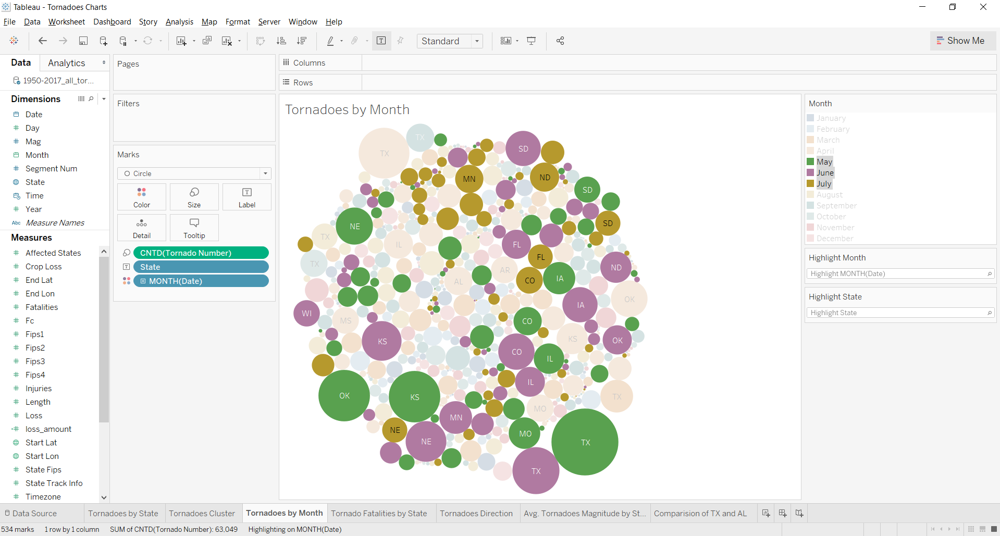 Tableau - Tornadoes Charts
File Data Worksheet Dashboard Story Analysis Map Format Server Window Help
Standard
Show Me
Data Analytics
1950-2017_all_tor...
Dimensions
Date
Day
Mag
Month
Segment Num
State
Time
Year
Abc Measure Names
Measures
Affected States
Crop Loss
End Lat
End Lon
Fatalities
Fc
Fips1
Fips2
Fips3
Fips4
Injuries
Length
Loss
loss_amount
Start Lat
Start Lon
State Fips
State Track Info
Timezone
Pages
Filters
Marks
Circle
Color Size Label
Detail Tooltip
CNTD(Tornado Number)
State
MONTH(Date)
Columns
Rows
Tornadoes by Month
TX
TX
SD
MN
ND
SD
NE
SD
TX
IL
FL
TX
FL
AR
ND
AL
CO
IA
OK
IA
WI
MS
CO
KS
KS
OK
CO
IL
IL
OK
KS
TX
MO
MN
NE
MO
NE
TX
TX
Month
January
February
March
April
May
June
July
August
September
October
November
December
Highlight Month
Highlight MONTH(Date)
Highlight State
Highlight State
Data Source Tornadoes by State Tornadoes Cluster Tornadoes by Month Tornado Fatalities by State Tornadoes Direction Avg. Tornadoes Magnitude by St... Comparision of TX and AL
534 marks 1 row by 1 column SUM of CNTD(Tornado Number): 63,049 Highlighting on MONTH(Date)